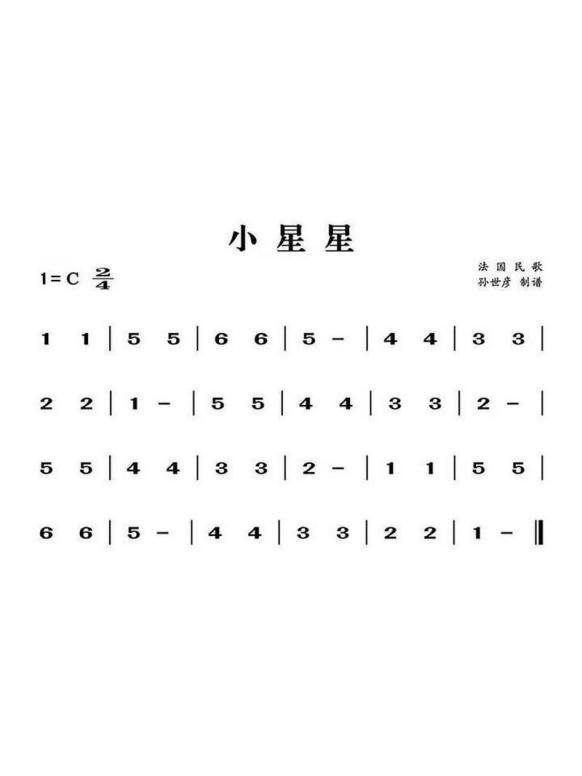 小星星
1=C 2/4
法国民歌
孙世彦 制谱
1 1 | 5 5 | 6 6 | 5 - | 4 4 | 3 3 |
2 2 | 1 - | 5 5 | 4 4 | 3 3 | 2 - |
5 5 | 4 4 | 3 3 | 2 - | 1 1 | 5 5 |
6 6 | 5 - | 4 4 | 3 3 | 2 2 | 1 - ‖